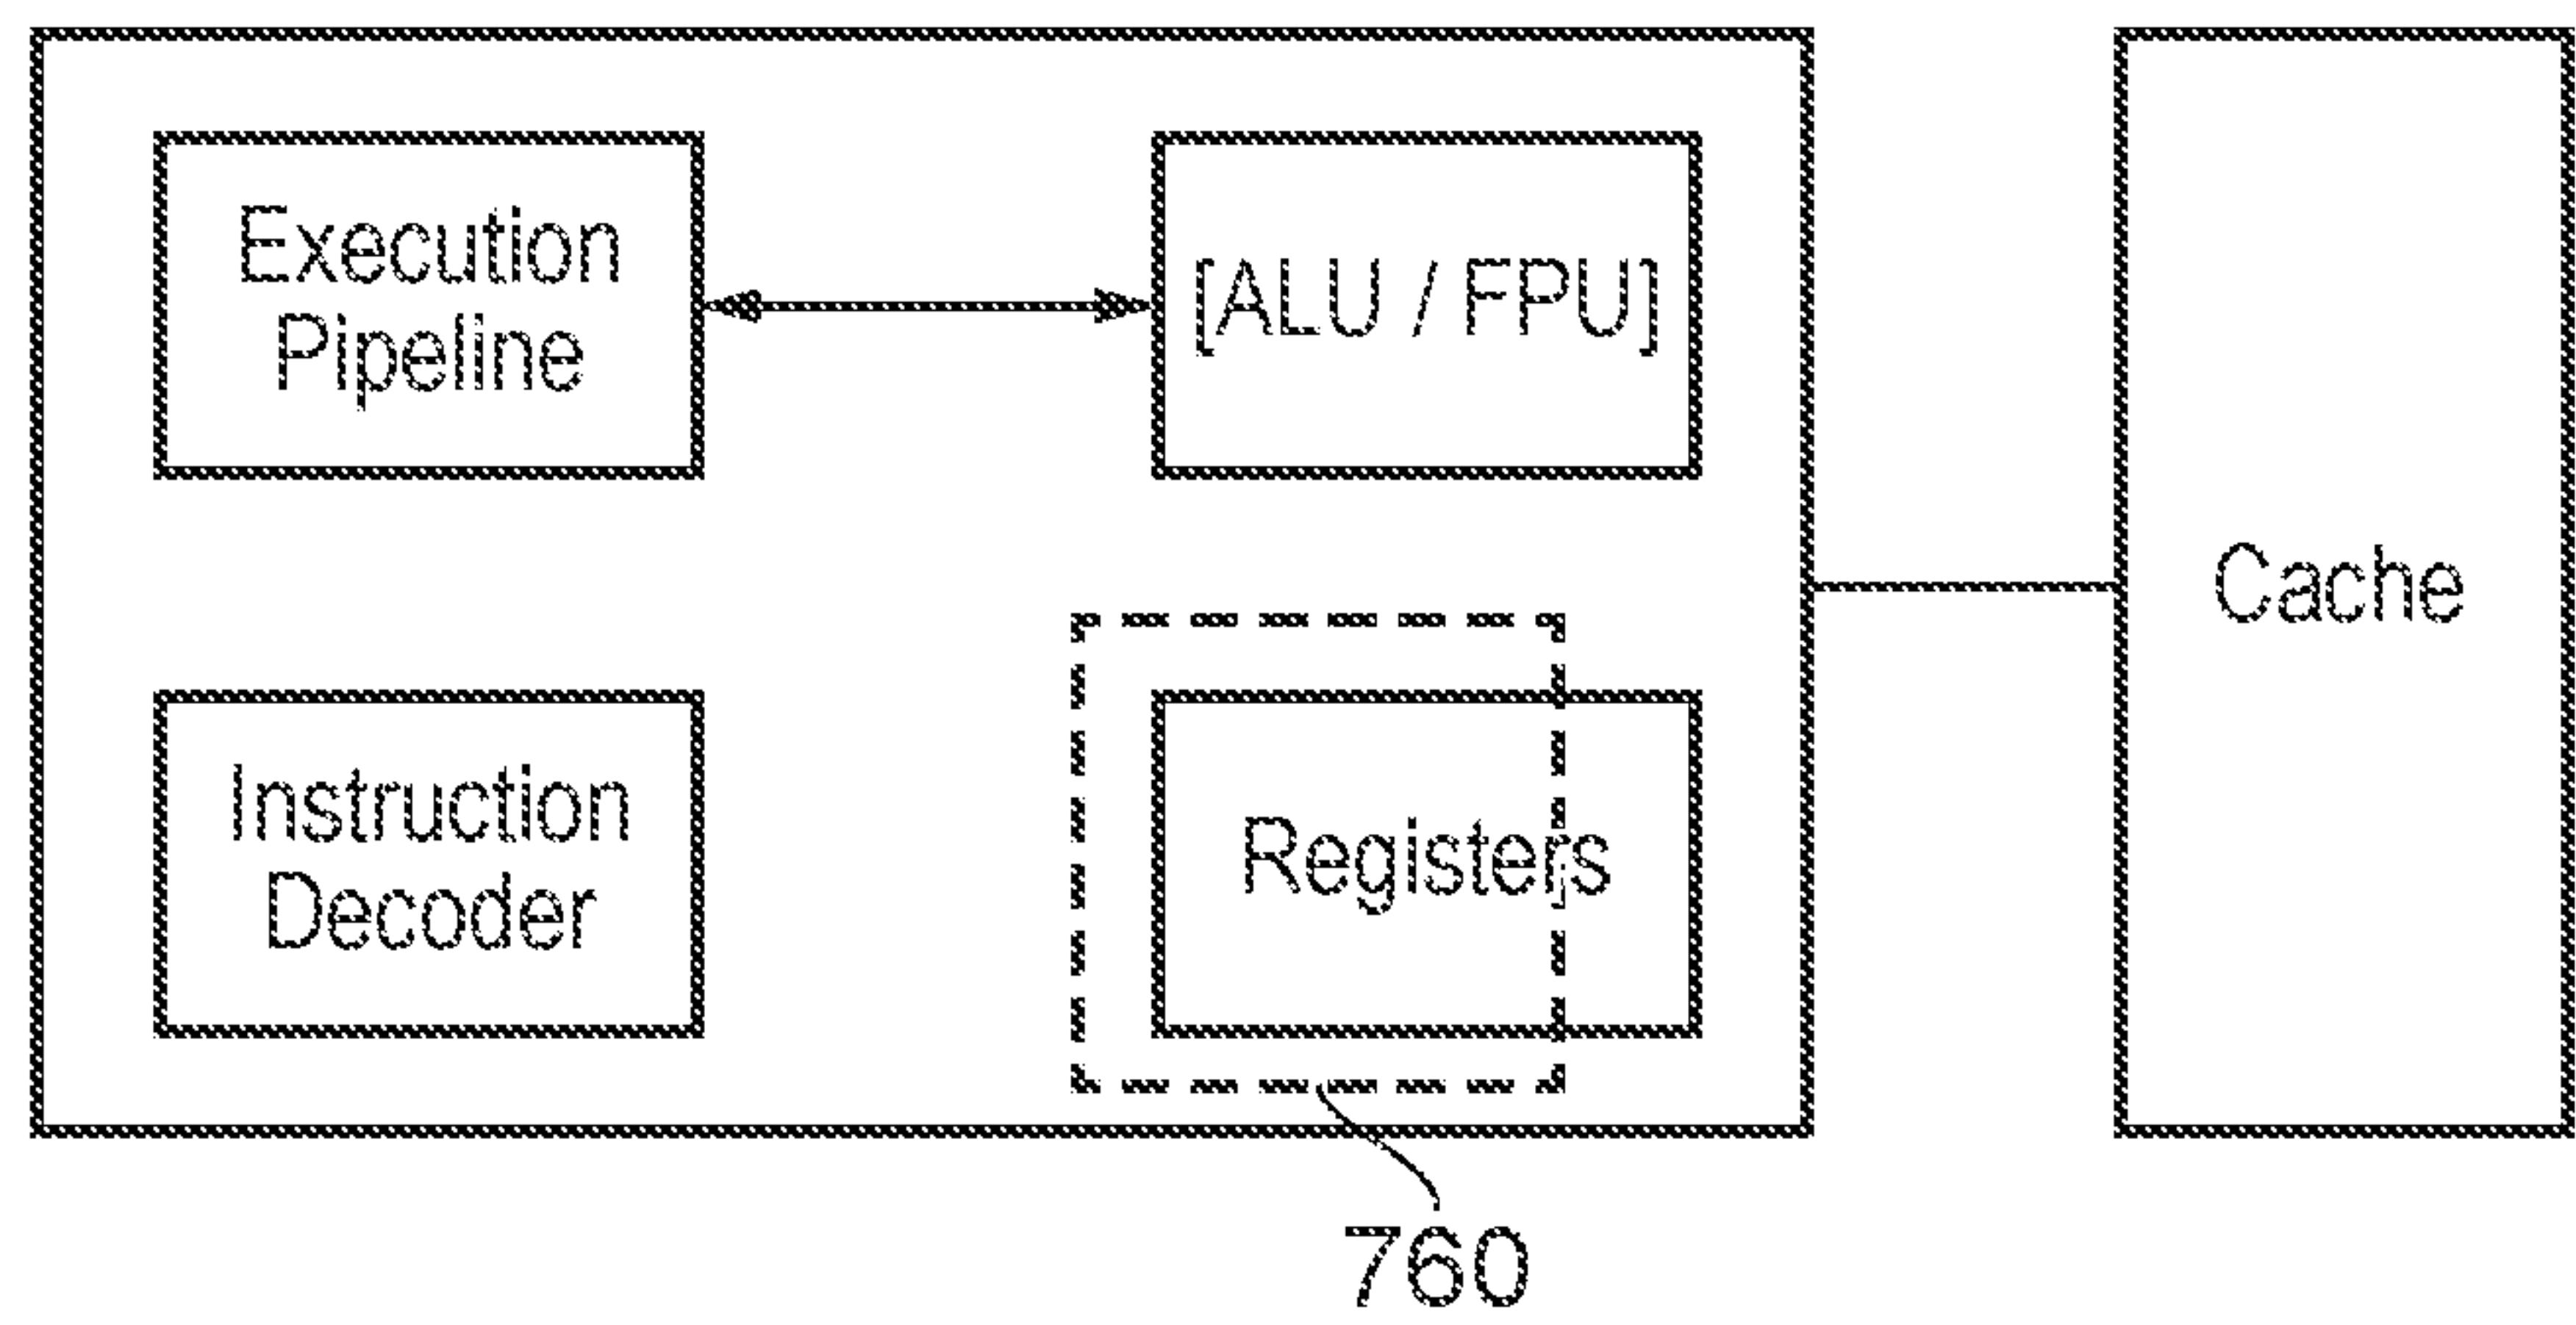 Execution
Pipeline
[ALU / FPU]
Cache
Instruction
Decoder
Registers
760